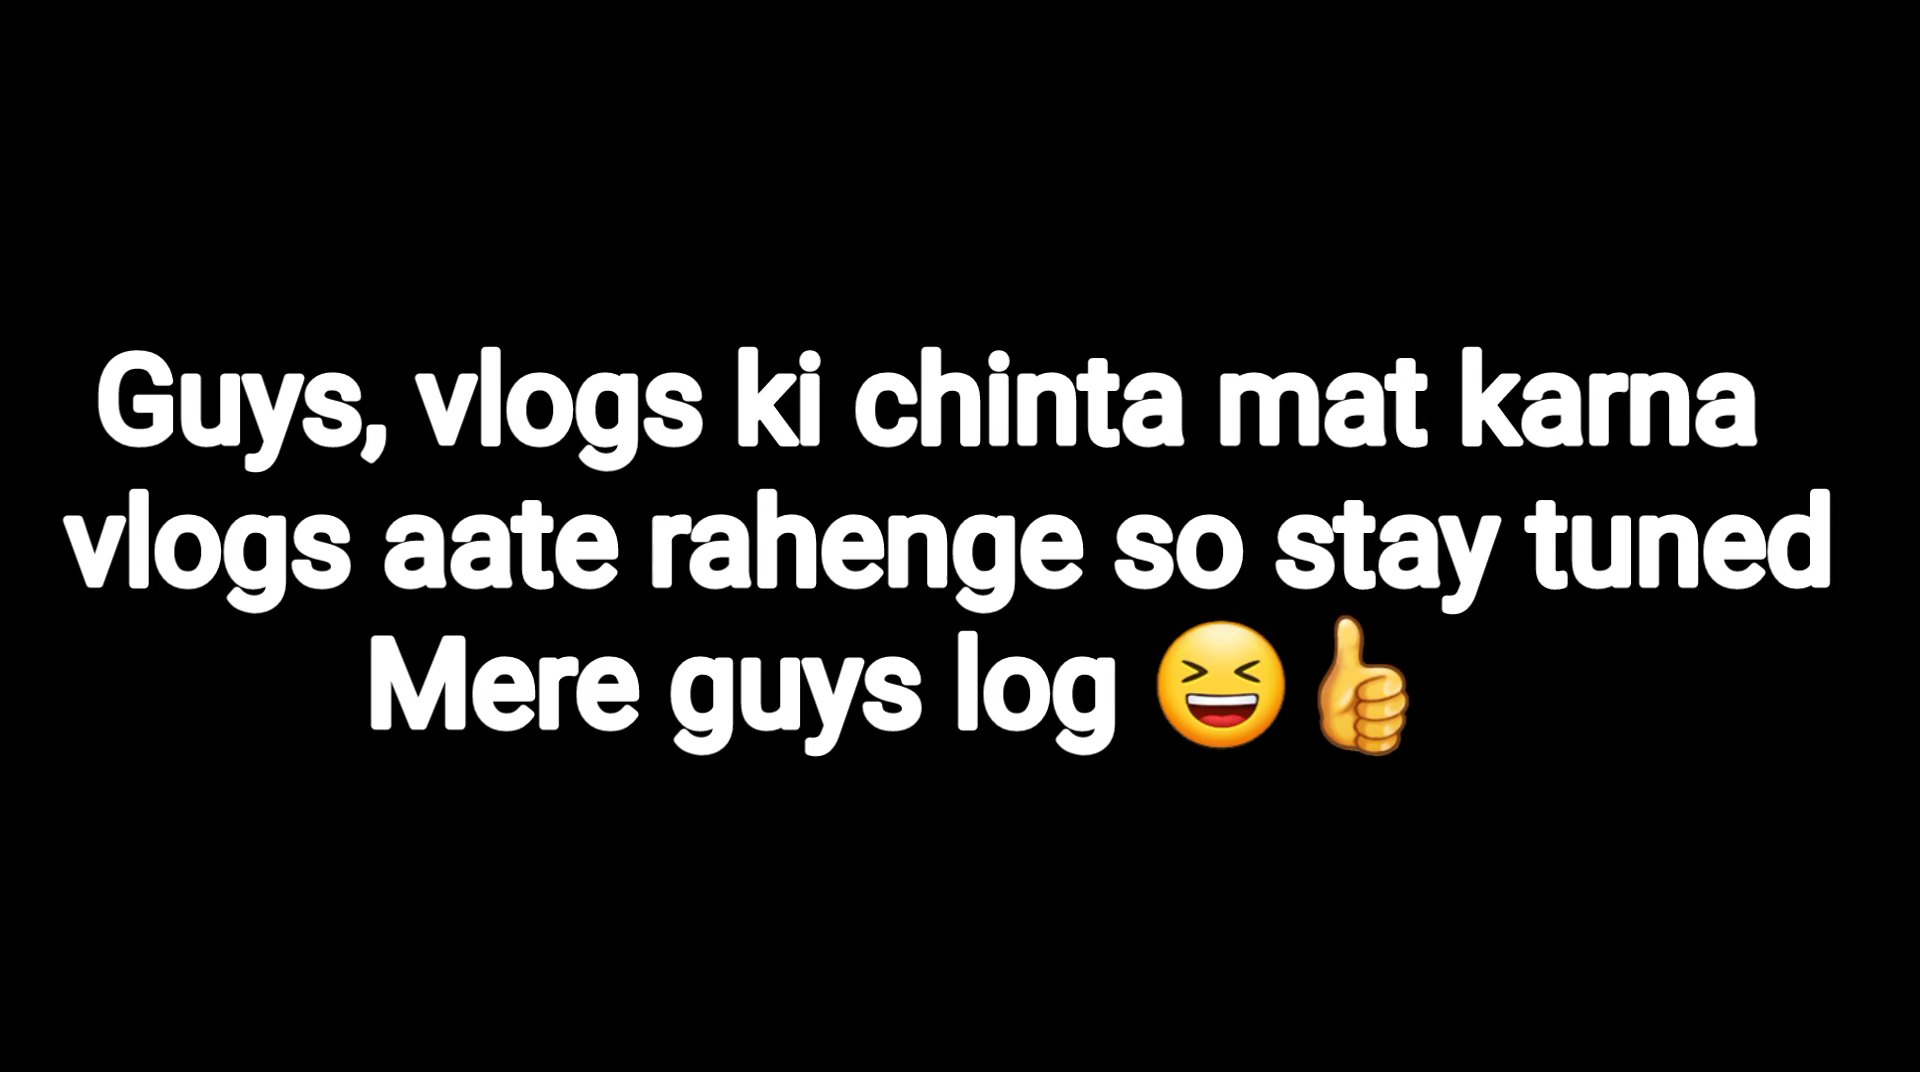 Guys, vlogs ki chinta mat karna
vlogs aate rahenge so stay tuned
Mere guys log 😆👍